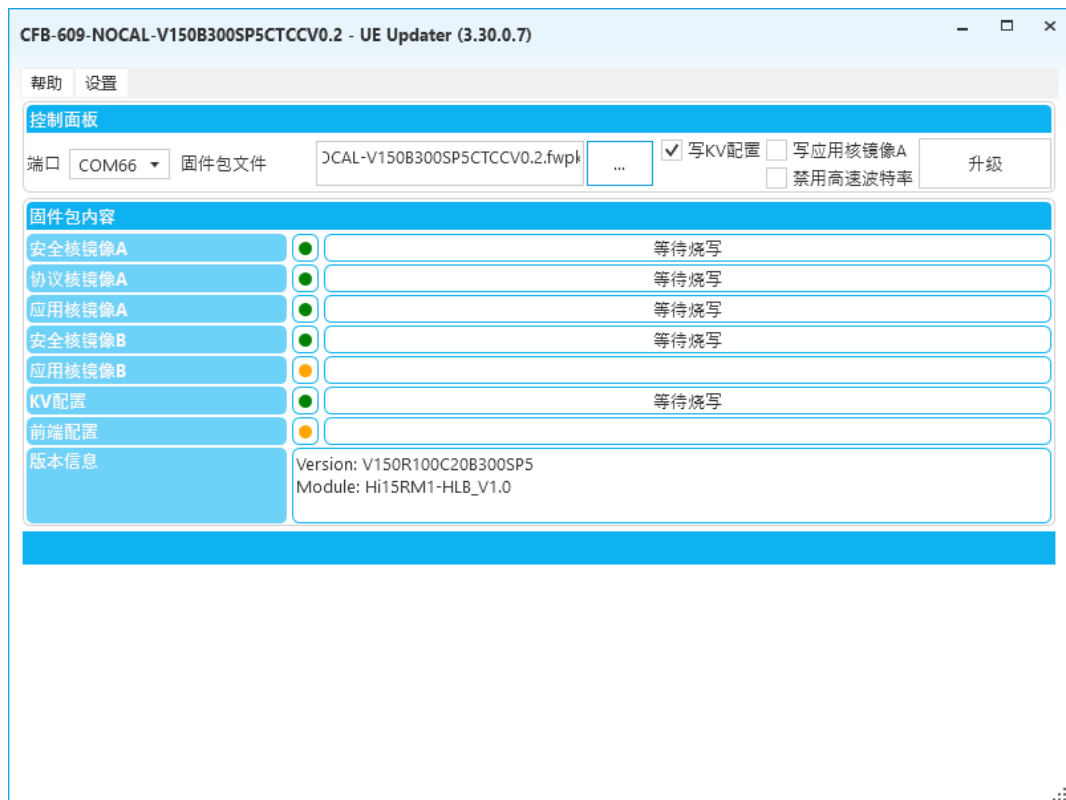 CFB-609-NOCAL-V150B300SP5CTCCV0.2 - UE Updater (3.30.0.7)
帮助 设置
控制面板
端口 COM66 固件包文件 OCAL-V150B300SP5CTCCV0.2.fwpk ... 写KV配置 写应用核镜像A 升级
禁用高速波特率
固件包内容
安全核镜像A 等待烧写
协议核镜像A 等待烧写
应用核镜像A 等待烧写
安全核镜像B 等待烧写
应用核镜像B
KV配置 等待烧写
前端配置
版本信息 Version: V150R100C20B300SP5
Module: Hi15RM1-HLB_V1.0